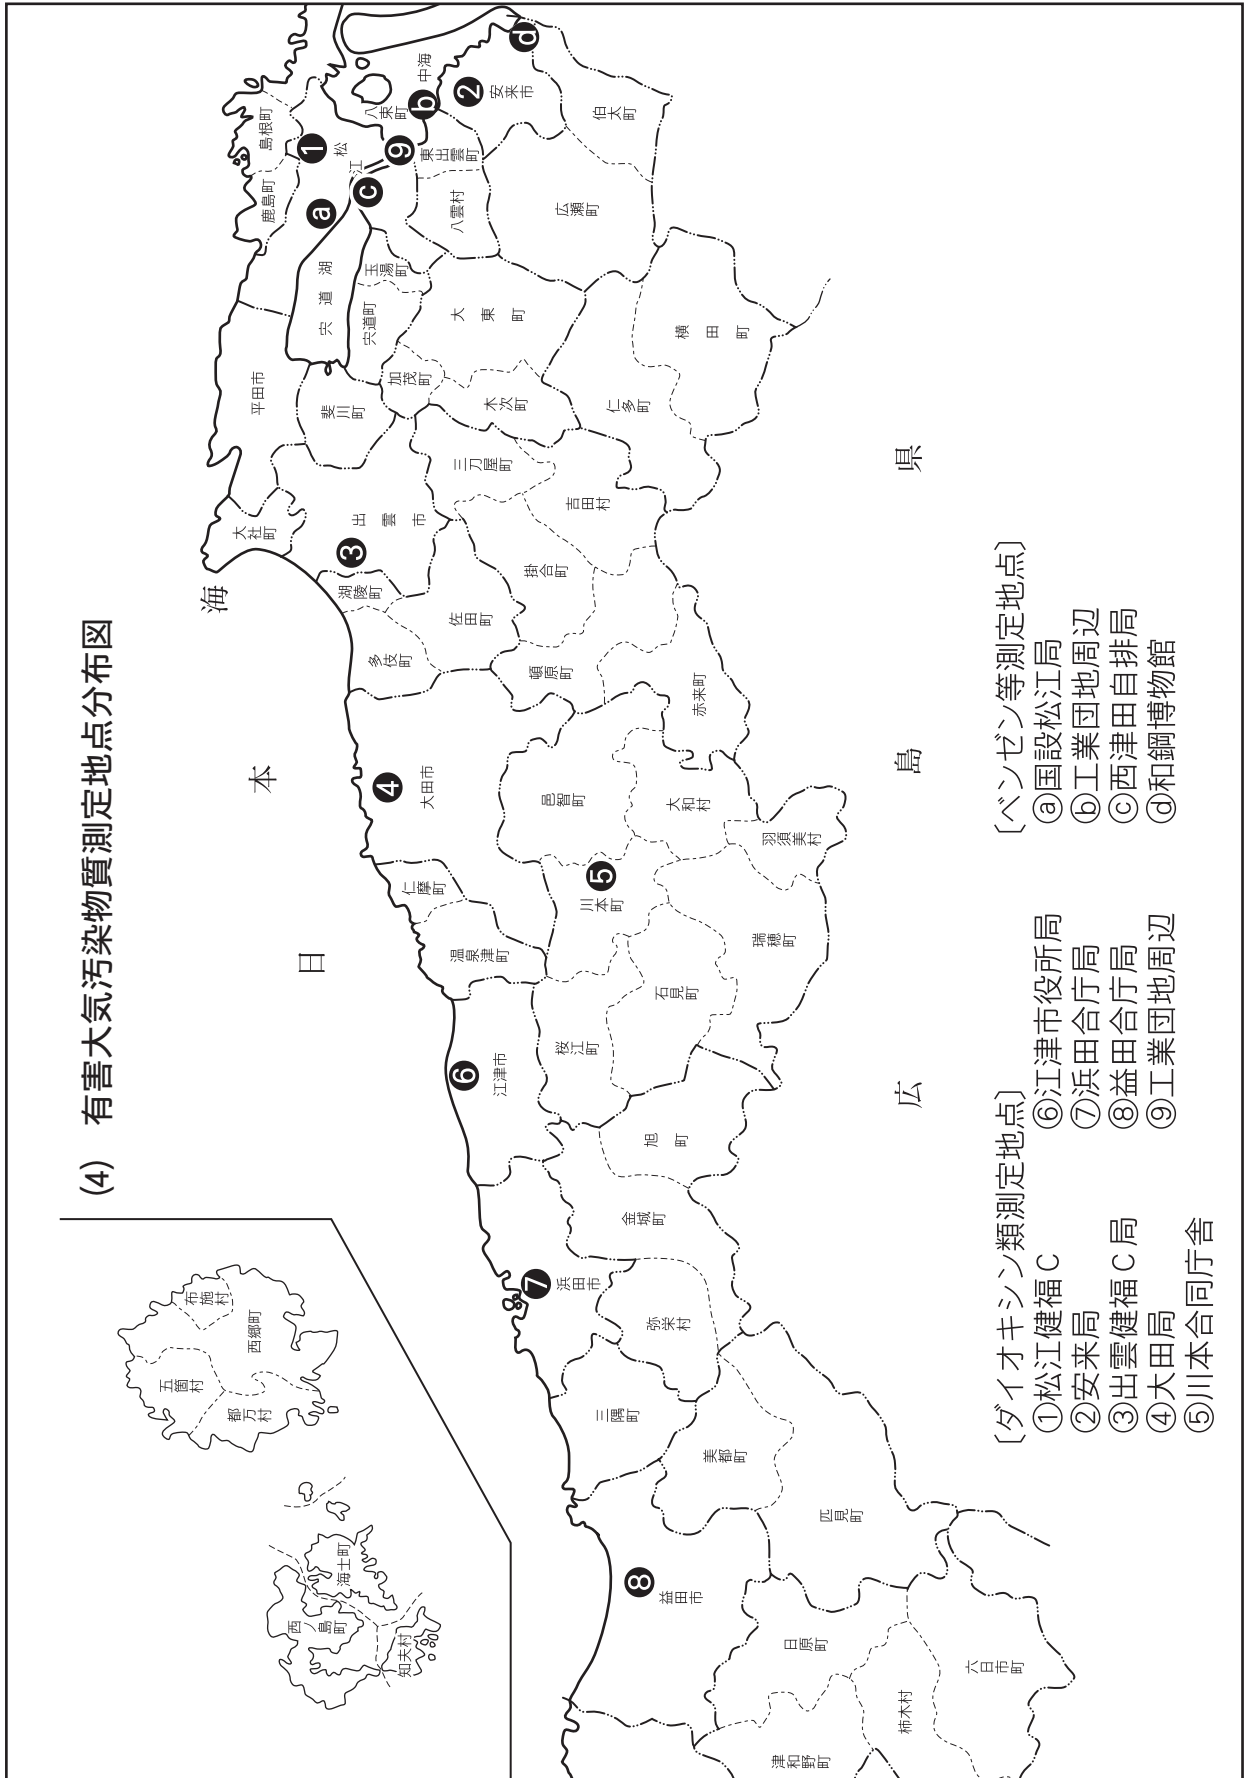 (4) 有害大気汚染物質測定地点分布図
日本海
広島県
島根町
鹿島町
松江
八束町
中海
安来市
伯太町
東出雲町
八雲村
広瀬町
宍道湖
玉湯町
宍道町
大東町
横田町
平田市
斐川町
加茂町
木次町
仁多町
大社町
出雲市
三刀屋町
吉田村
湖陵町
多伎町
佐田町
掛合町
頓原町
赤来町
大田市
邑智町
大和村
羽須美村
仁摩町
温泉津町
川本町
瑞穂町
石見町
江津市
桜江町
旭町
浜田市
金城町
弥栄村
三隅町
美都町
匹見町
益田市
日原町
六日市町
柿木村
津和野町
布施村
西郷町
五箇村
都万村
海士町
西ノ島町
知夫村
1
2
3
4
5
6
7
8
9
a
b
c
d
〔ダイオキシン類測定地点〕
①松江健福C
②安来局
③出雲健福C局
④大田局
⑤川本合同庁舎
⑥江津市役所局
⑦浜田合庁局
⑧益田合庁局
⑨工業団地周辺
〔ベンゼン等測定地点〕
ⓐ国設松江局
ⓑ工業団地周辺
ⓒ西津田自排局
ⓓ和鋼博物館